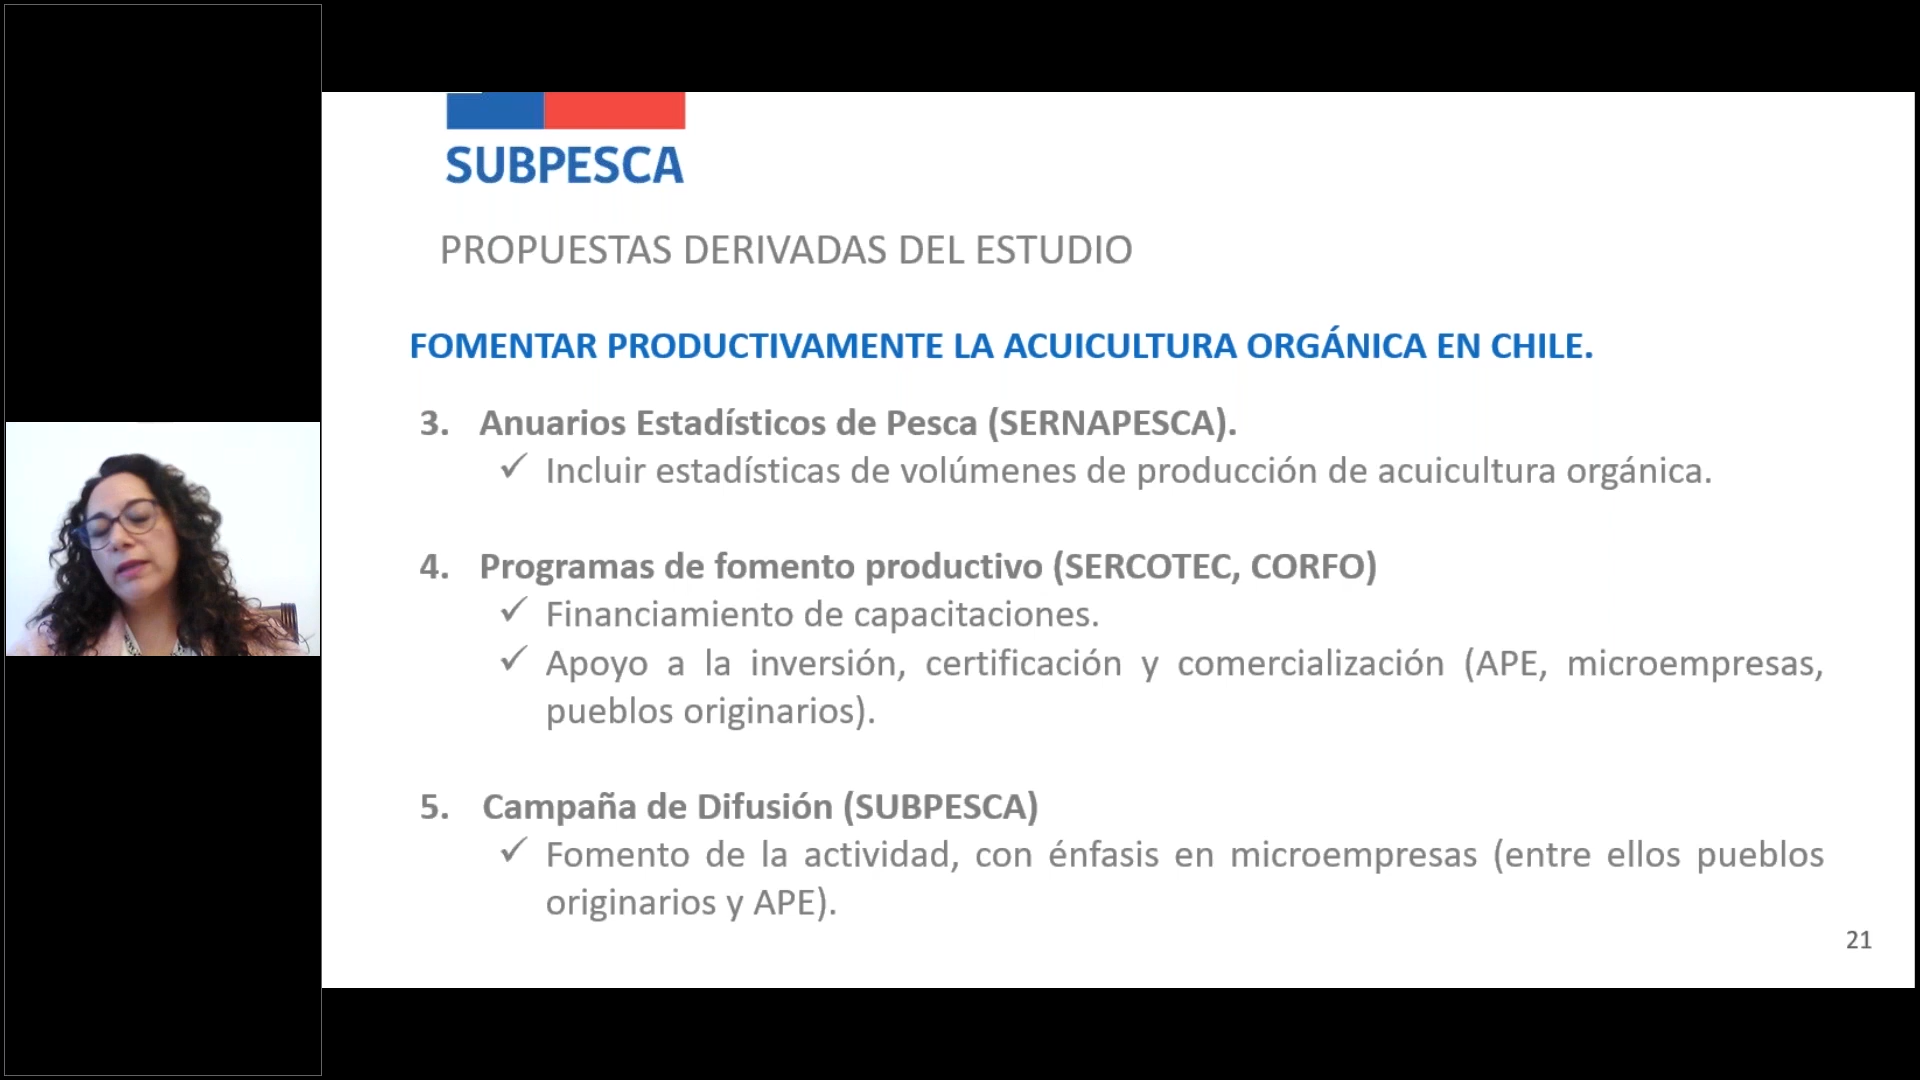 SUBPESCA
PROPUESTAS DERIVADAS DEL ESTUDIO
FOMENTAR PRODUCTIVAMENTE LA ACUICULTURA ORGÁNICA EN CHILE.
3. Anuarios Estadísticos de Pesca (SERNAPESCA).
✓ Incluir estadísticas de volúmenes de producción de acuicultura orgánica.
4. Programas de fomento productivo (SERCOTEC, CORFO)
✓ Financiamiento de capacitaciones.
✓ Apoyo a la inversión, certificación y comercialización (APE, microempresas,
pueblos originarios).
5. Campaña de Difusión (SUBPESCA)
✓ Fomento de la actividad, con énfasis en microempresas (entre ellos pueblos
originarios y APE).
21